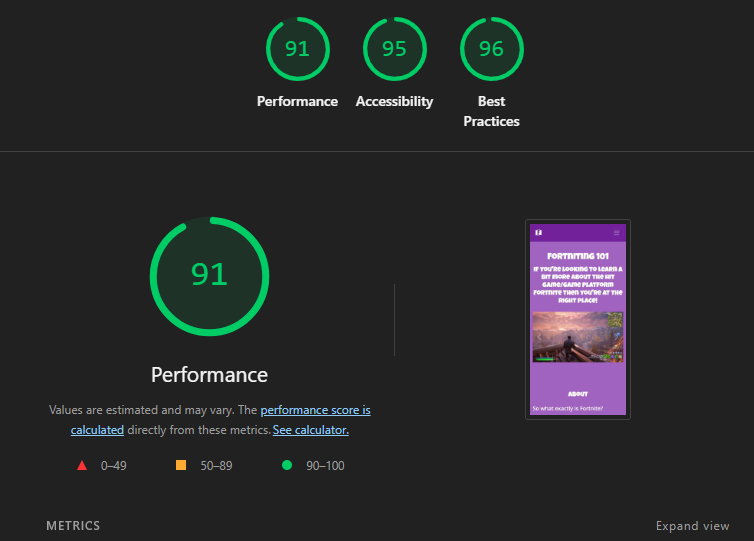 91
95
96
Performance
Accessibility
Best
Practices
91
Performance
Values are estimated and may vary. The performance score is
calculated directly from these metrics. See calculator.
0–49
50–89
90–100
FORTNITING 101
IF YOU'RE LOOKING TO LEARN A
BIT MORE ABOUT THE HIT
GAME/GAME PLATFORM
FORTNITE THEN YOU'RE AT THE
RIGHT PLACE!
ABOUT
So what exactly is Fortnite?
METRICS
Expand view